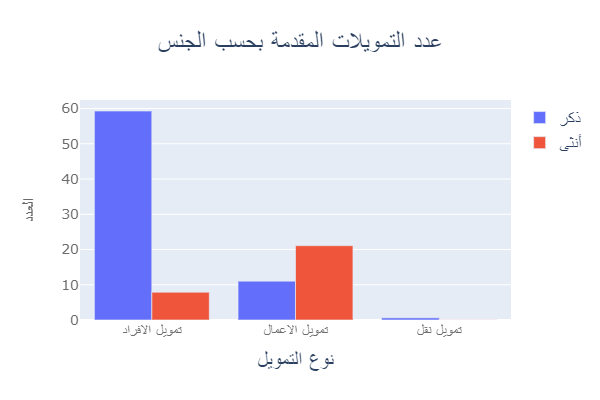 عدد التمويلات المقدمة بحسب الجنس
ذكر
أنثى
60
50
40
30
20
10
0
العدد
تمويل الافراد
تمويل الاعمال
تمويل نقل
نوع التمويل